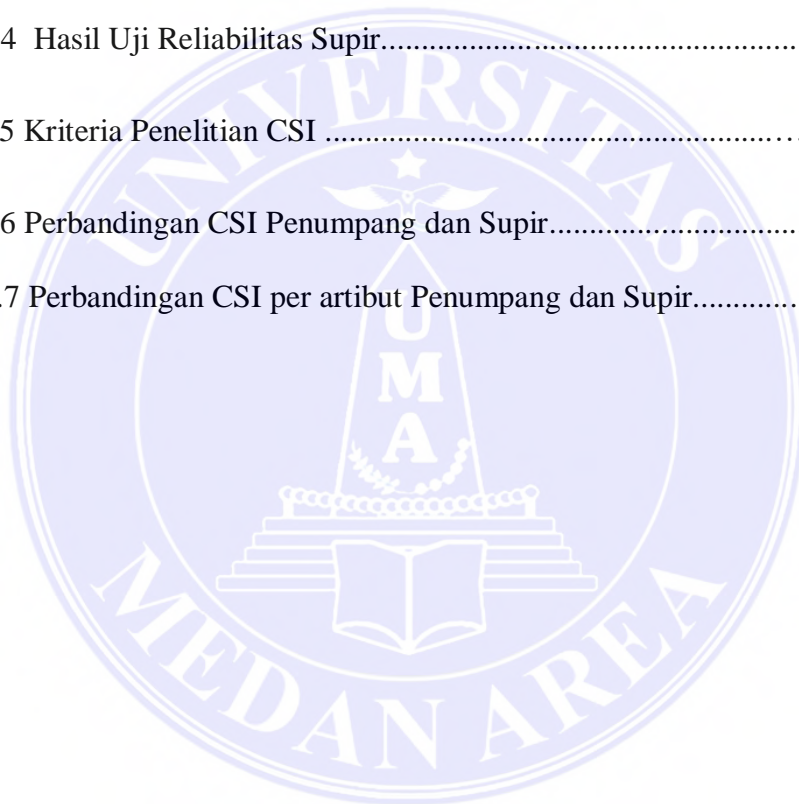 4 Hasil Uji Reliabilitas Supir..........................................................
5 Kriteria Penelitian CSI ..........................................................
6 Perbandingan CSI Penumpang dan Supir..............................
.7 Perbandingan CSI per artibut Penumpang dan Supir.............
UNIVERSITAS
UMA
MEDAN AREA